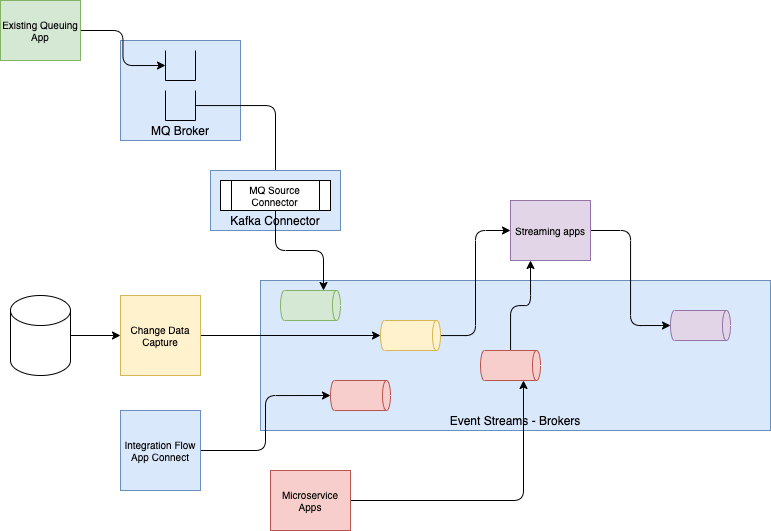 Existing Queuing
App
MQ Broker
MQ Source
Connector
Kafka Connector
Streaming apps
Change Data
Capture
Event Streams - Brokers
Integration Flow
App Connect
Microservice
Apps